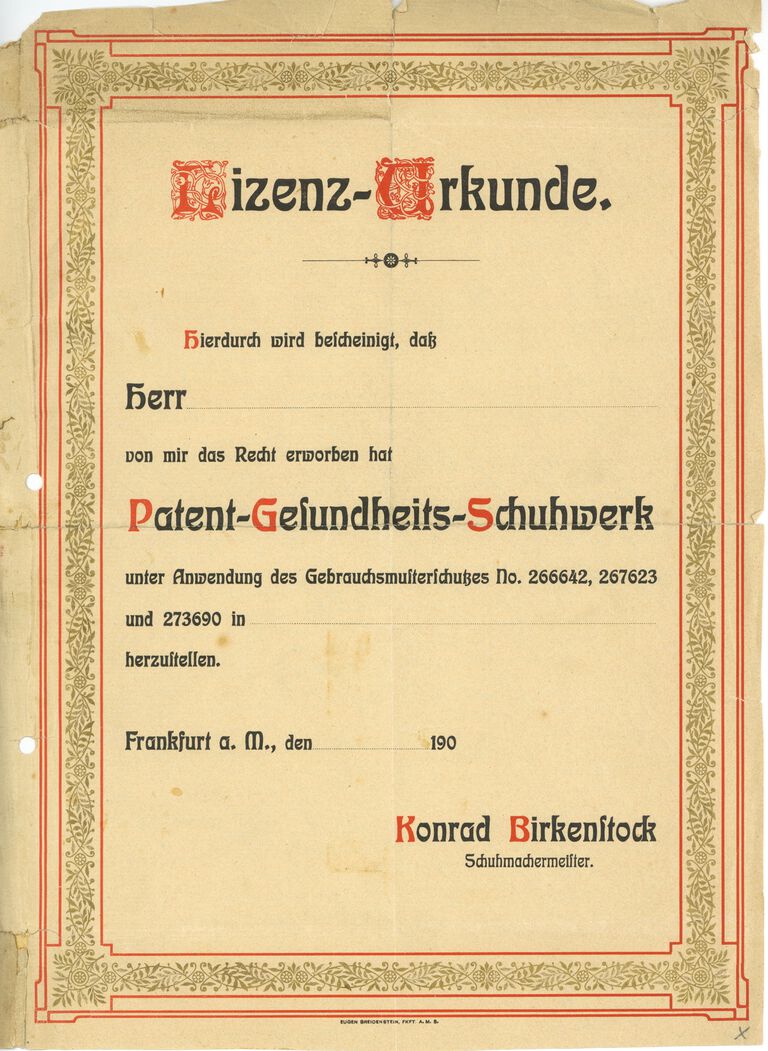 Lizenz-Urkunde.
Hierdurch wird bescheinigt, daß
Herr
von mir das Recht erworben hat
Patent-Gesundheits-Schuhwerk
unter Anwendung des Gebrauchsmusterschutzes No. 266642, 267623
und 273690 in
herzustellen.
Frankfurt a. M., den 190
Konrad Birkenstock
Schuhmachermeister.
EUGEN BREIDENSTEIN, FKFT. A. M. S.
x